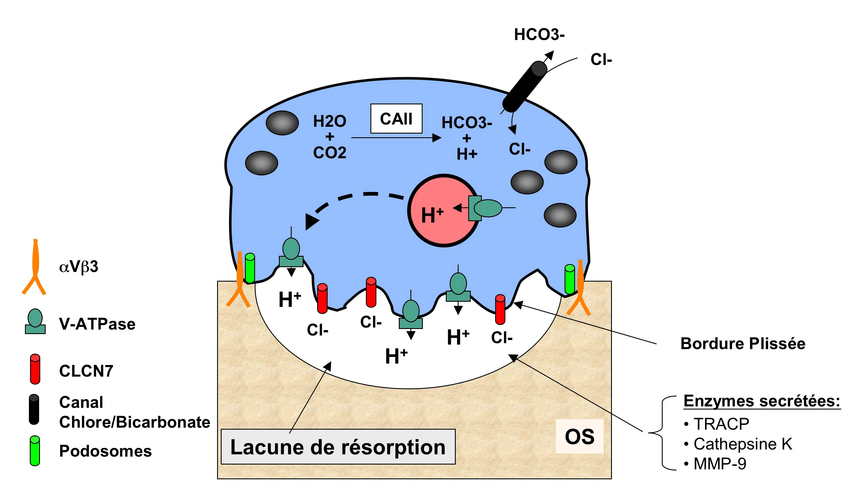 HCO3-
Cl-
H2O
+
CO2
CAII
HCO3-
+
H+
Cl-
H+
αVβ3
V-ATPase
CLCN7
Canal
Chlore/Bicarbonate
Podosomes
H+
Cl-
Cl-
H+
H+
Cl-
Bordure Plissée
Enzymes secrétées:
• TRACP
• Cathepsine K
• MMP-9
OS
Lacune de résorption